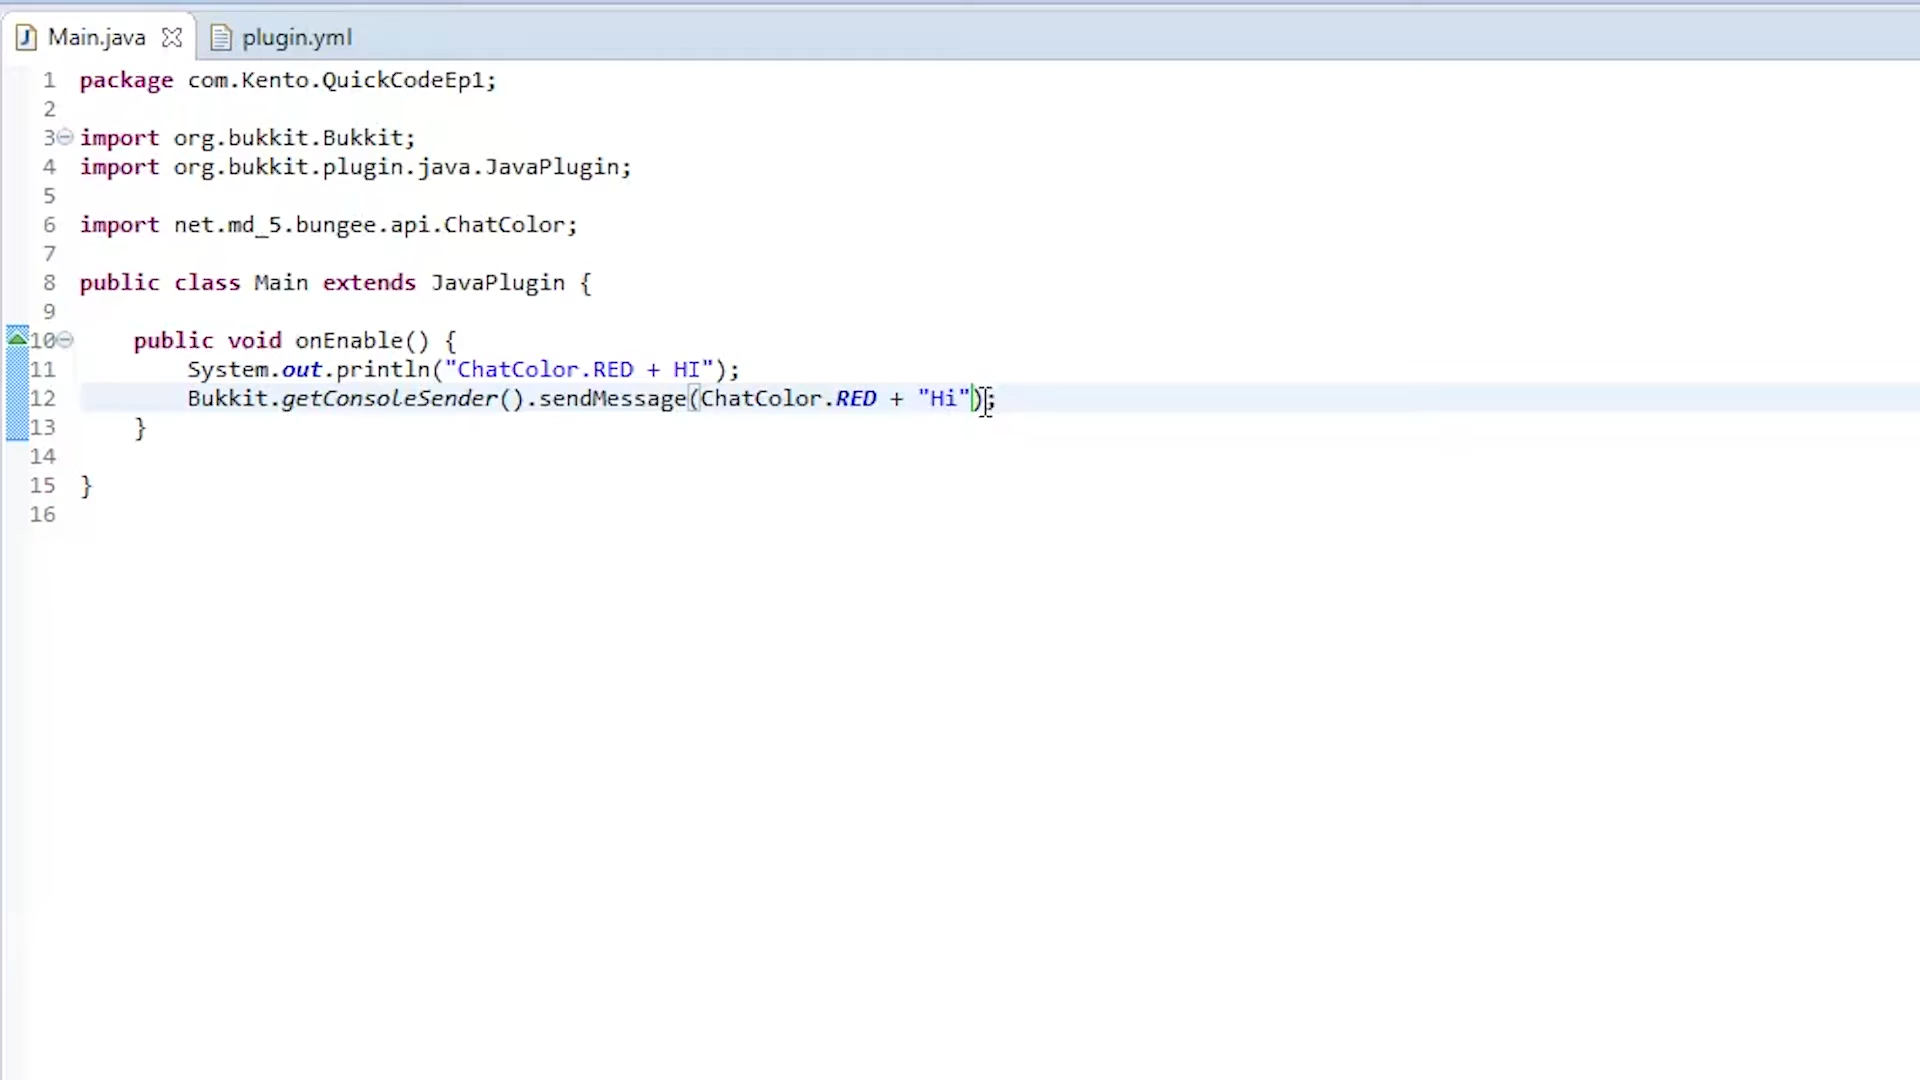 Main.java plugin.yml
1 package com.Kento.QuickCodeEp1;
2
3 import org.bukkit.Bukkit;
4 import org.bukkit.plugin.java.JavaPlugin;
5
6 import net.md_5.bungee.api.ChatColor;
7
8 public class Main extends JavaPlugin {
9
10 public void onEnable() {
11 System.out.println("ChatColor.RED + HI");
12 Bukkit.getConsoleSender().sendMessage(ChatColor.RED + "Hi");
13 }
14
15 }
16